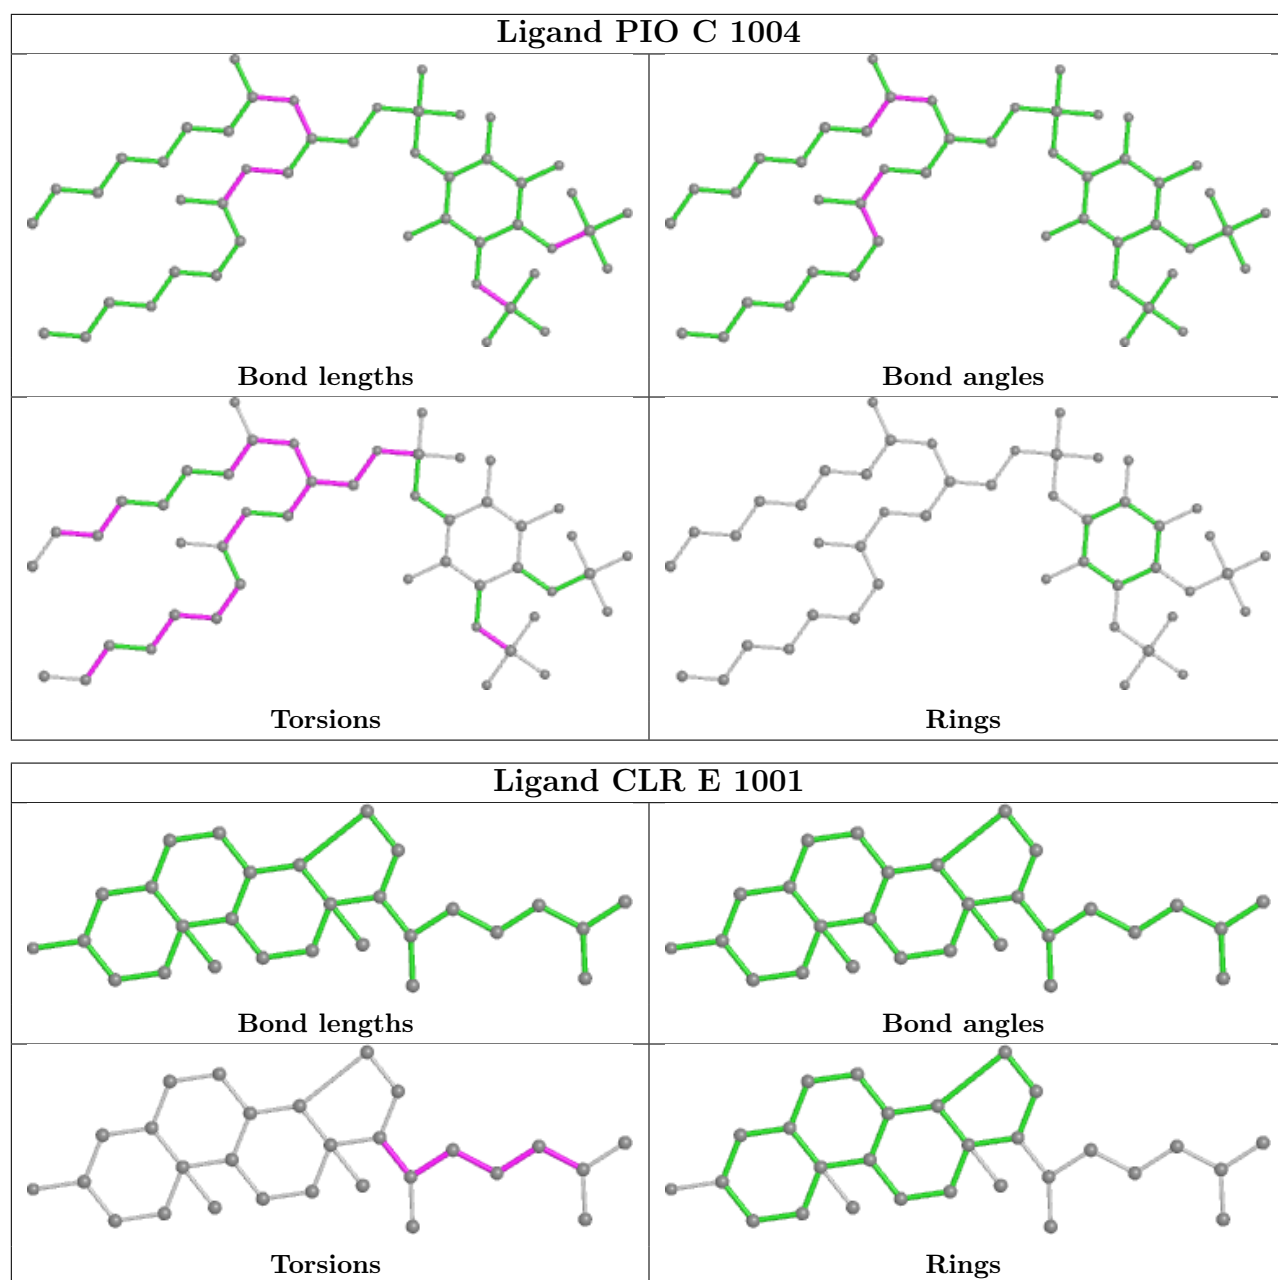 Ligand PIO C 1004
Bond lengths
Bond angles
Torsions
Rings
Ligand CLR E 1001
Bond lengths
Bond angles
Torsions
Rings